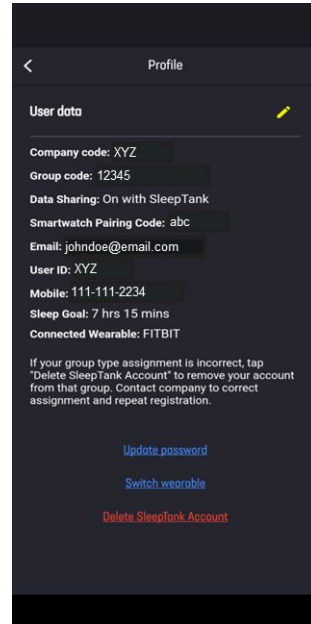 Profile
User data
Company code: XYZ
Group code: 12345
Data Sharing: On with SleepTank
Smartwatch Pairing Code: abc
Email: johndoe@email.com
User ID: XYZ
Mobile: 111-111-2234
Sleep Goal: 7 hrs 15 mins
Connected Wearable: FITBIT
If your group type assignment is incorrect, tap
"Delete SleepTank Account" to remove your account
from that group. Contact company to correct
assignment and repeat registration.
Update password
Switch wearable
Delete SleepTank Account